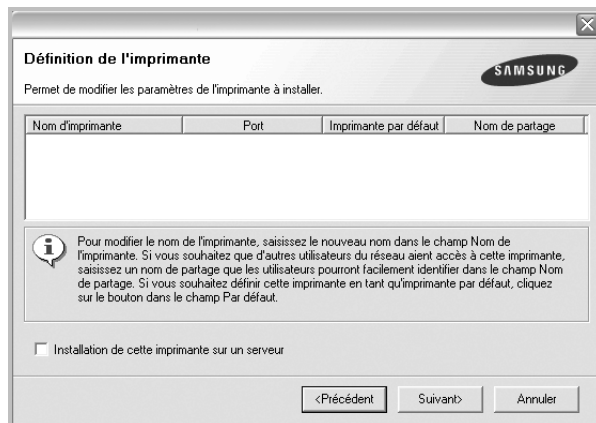 Définition de l'imprimante
SAMSUNG
Permet de modifier les paramètres de l'imprimante à installer.
Nom d'imprimante Port Imprimante par défaut Nom de partage
Pour modifier le nom de l'imprimante, saisissez le nouveau nom dans le champ Nom de
l'imprimante. Si vous souhaitez que d'autres utilisateurs du réseau aient accès à cette imprimante,
saisissez un nom de partage que les utilisateurs pourront facilement identifier dans le champ Nom
de partage. Si vous souhaitez définir cette imprimante en tant qu'imprimante par défaut, cliquez
sur le bouton dans le champ Par défaut.
Installation de cette imprimante sur un serveur
<Précédent Suivant> Annuler